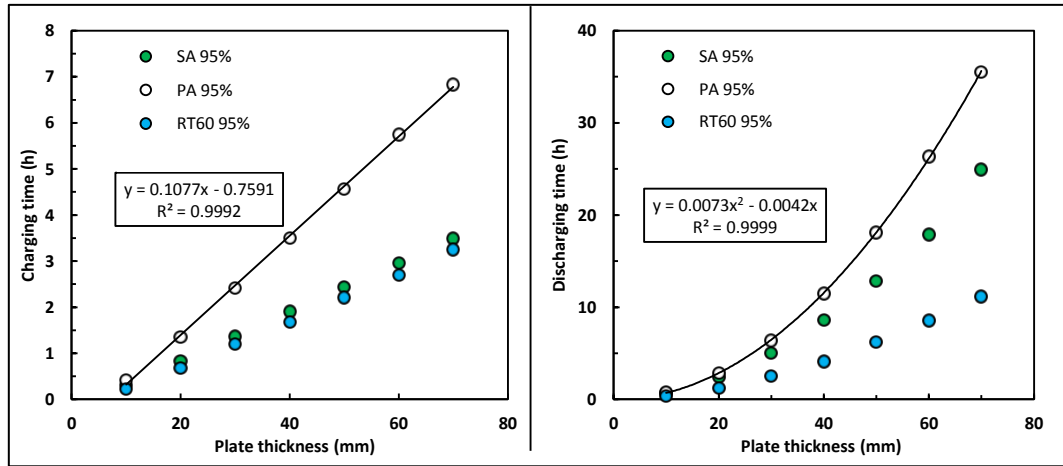 8
7
6
5
4
3
2
1
0
Charging time (h)
SA 95%
PA 95%
RT60 95%
y = 0.1077x - 0.7591
R² = 0.9992
0 20 40 60 80
Plate thickness (mm)
40
30
20
10
0
Discharging time (h)
SA 95%
PA 95%
RT60 95%
y = 0.0073x² - 0.0042x
R² = 0.9999
0 20 40 60 80
Plate thickness (mm)